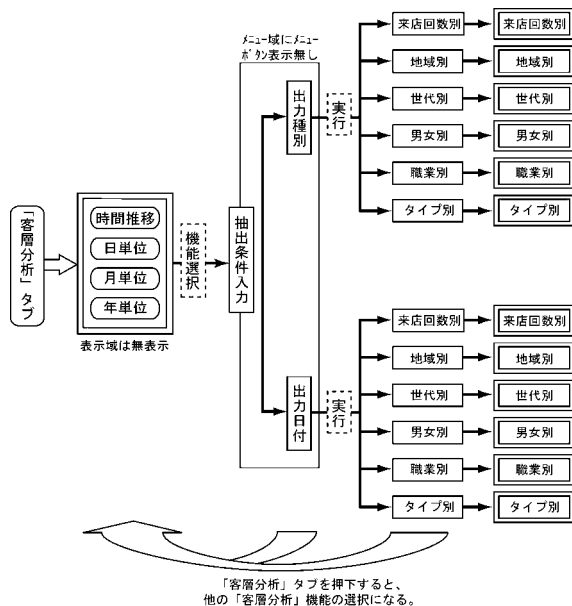 「客層分析」タブ
時間推移
日単位
月単位
年単位
表示域は無表示
機能選択
抽出条件入力
メニュー域にメニュー
ボタン表示無し
出力種別
実行
来店回数別
来店回数別
地域別
地域別
世代別
世代別
男女別
男女別
職業別
職業別
タイプ別
タイプ別
出力日付
実行
来店回数別
来店回数別
地域別
地域別
世代別
世代別
男女別
男女別
職業別
職業別
タイプ別
タイプ別
「客層分析」タブを押下すると、
他の「客層分析」機能の選択になる。